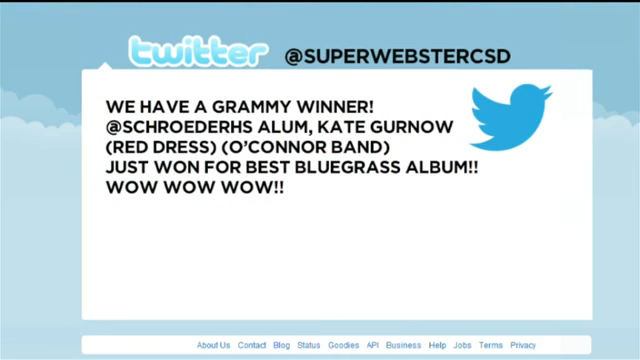 twitter @SUPERWEBSTERCSD
WE HAVE A GRAMMY WINNER!
@SCHROEDERHS ALUM, KATE GURNOW
(RED DRESS) (O'CONNOR BAND)
JUST WON FOR BEST BLUEGRASS ALBUM!!
WOW WOW WOW!!
About Us Contact Blog Status Goodies API Business Help Jobs Terms Privacy